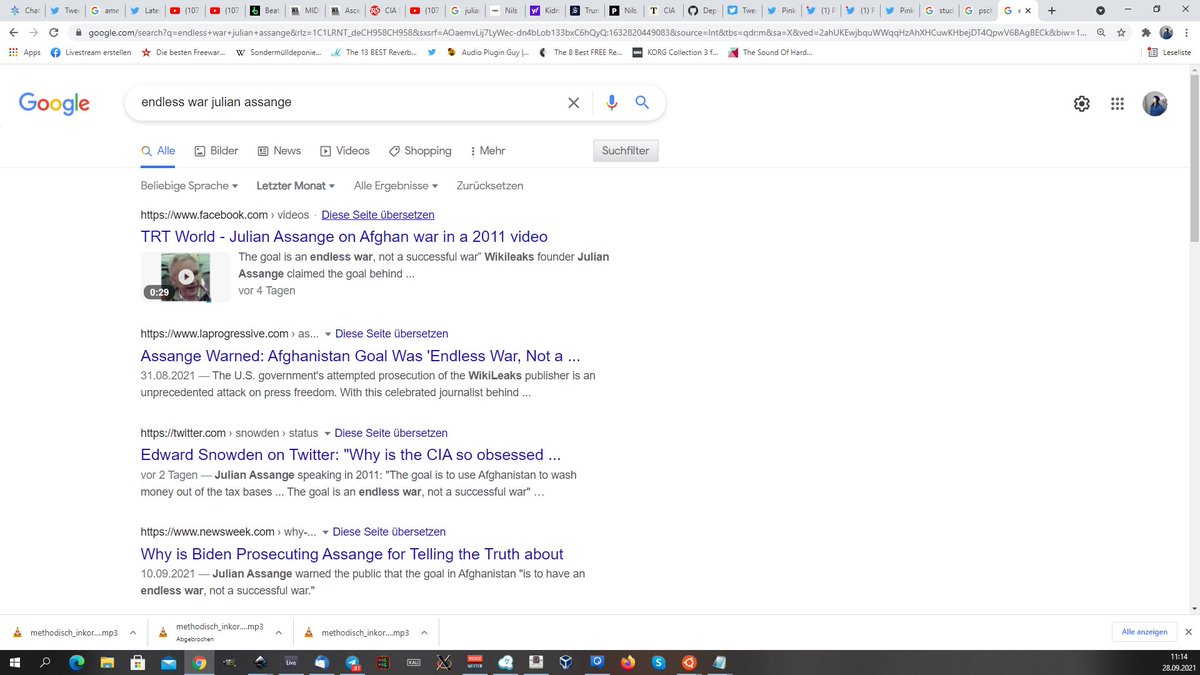 Cha
Twe
ame
Late
(107
(107
Beat
MID
Asce
CIA
(107
julia
Nils
Kidn
Trun
Nils
CIA
Dep
Twe
Pink
(1) P
(1) P
Pink
stud
psch
google.com/search?q=endless+war+julian+assange&rlz=1C1LRNT_deCH958CH958&sxsrf=AOaemvLij7LyWec-dn4bLob133bxC6hQyQ:1632820449083&source=lnt&tbs=qdr:m&sa=X&ved=2ahUKEwjbquWWqqHzAhXHCuwKHbejDT4QpwV6BAgBECk&biw=1...
Apps
Livestream erstellen
Die besten Freewar...
Sondermülldeponie...
The 13 BEST Reverb...
Audio Plugin Guy |...
The 8 Best FREE Re...
KORG Collection 3 f...
The Sound Of Hard...
Leseliste
Google
endless war julian assange
Alle
Bilder
News
Videos
Shopping
Mehr
Suchfilter
Beliebige Sprache
Letzter Monat
Alle Ergebnisse
Zurücksetzen
https://www.facebook.com › videos · Diese Seite übersetzen
TRT World - Julian Assange on Afghan war in a 2011 video
The goal is an endless war, not a successful war" Wikileaks founder Julian
Assange claimed the goal behind ...
0:29
vor 4 Tagen
https://www.laprogressive.com › as... Diese Seite übersetzen
Assange Warned: Afghanistan Goal Was 'Endless War, Not a ...
31.08.2021 — The U.S. government's attempted prosecution of the WikiLeaks publisher is an
unprecedented attack on press freedom. With this celebrated journalist behind ...
https://twitter.com › snowden › status Diese Seite übersetzen
Edward Snowden on Twitter: "Why is the CIA so obsessed ...
vor 2 Tagen — Julian Assange speaking in 2011: "The goal is to use Afghanistan to wash
money out of the tax bases ... The goal is an endless war, not a successful war" …
https://www.newsweek.com › why-... Diese Seite übersetzen
Why is Biden Prosecuting Assange for Telling the Truth about
10.09.2021 — Julian Assange warned the public that the goal in Afghanistan "is to have an
endless war, not a successful war."
methodisch_inkor....mp3
methodisch_inkor....mp3
Abgebrochen
methodisch_inkor....mp3
Alle anzeigen
Live
KALI
11:14
28.09.2021